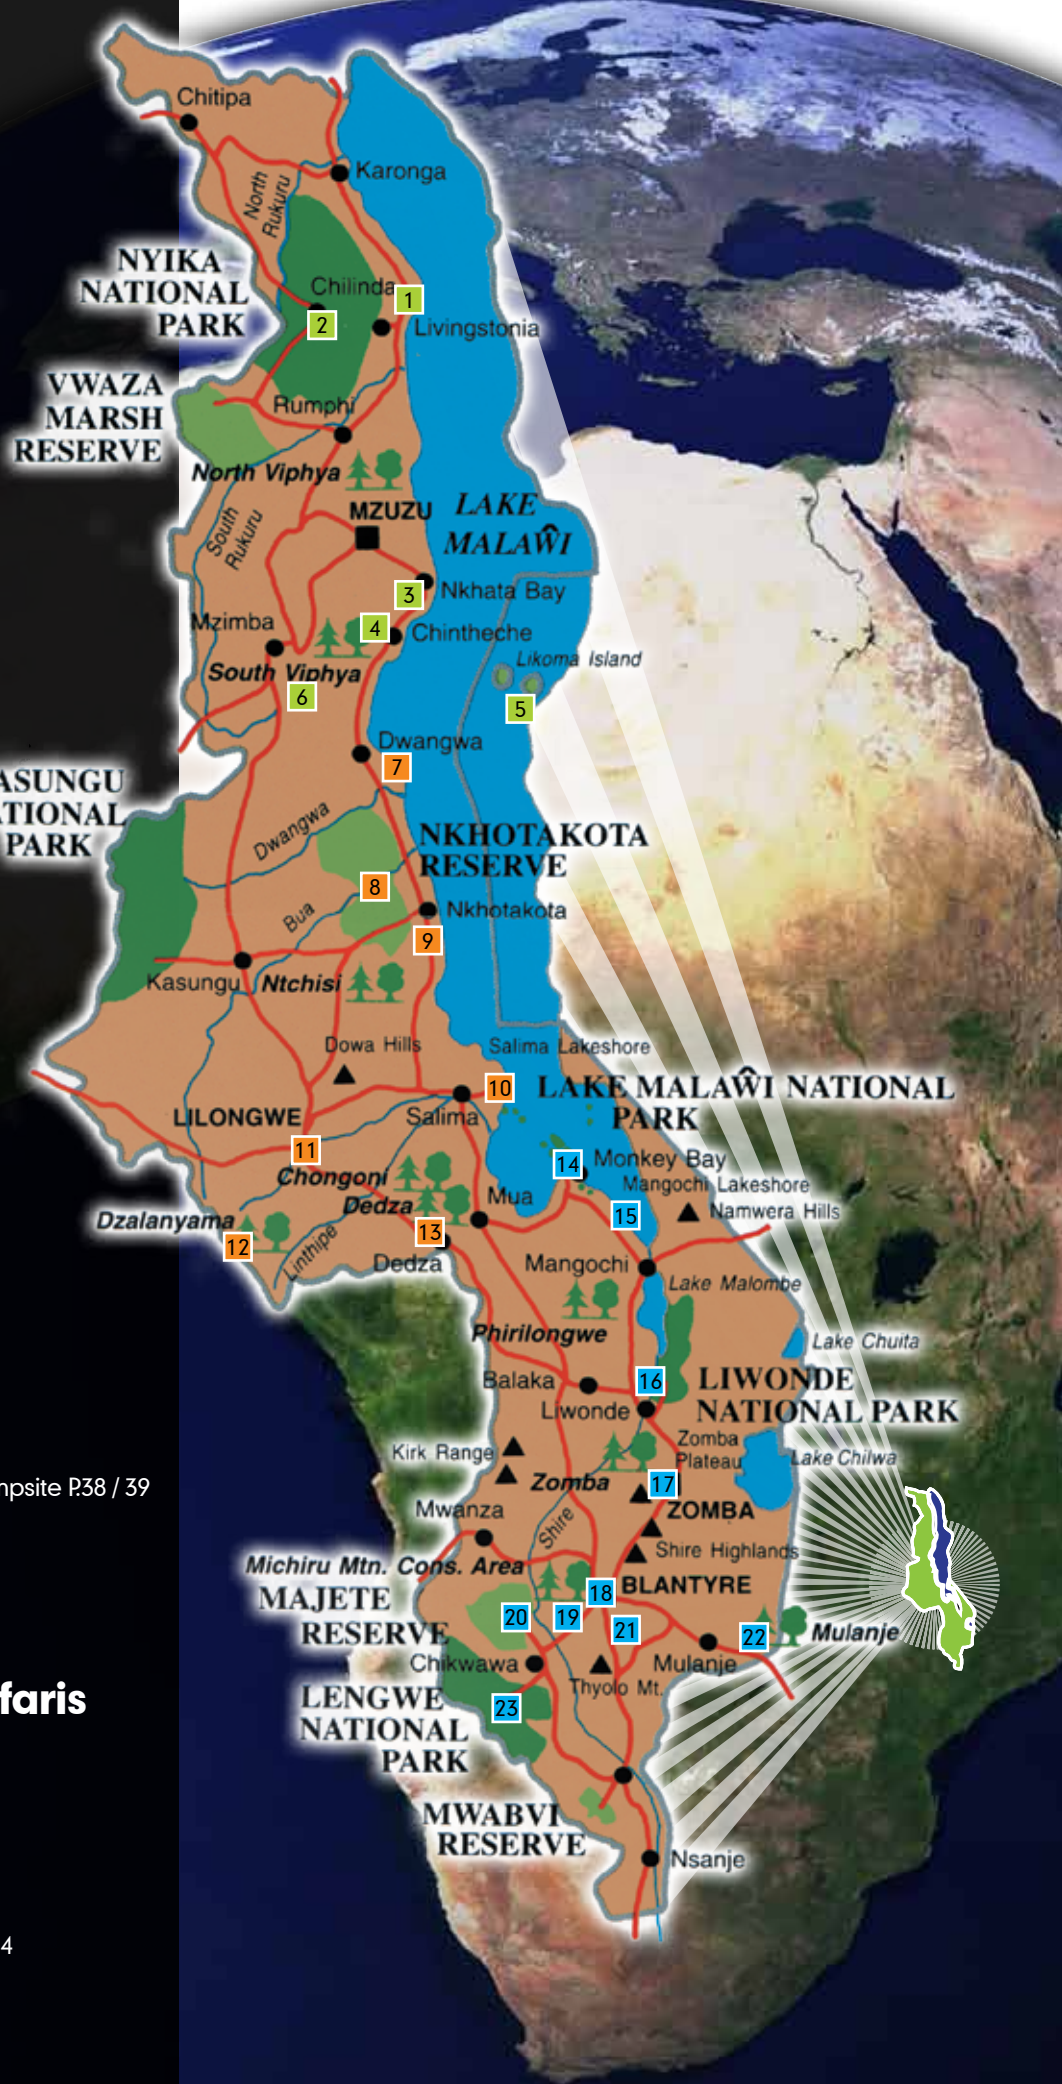 Chitipa
Karonga
North
Rukuru
NYIKA
NATIONAL
PARK
Chilinda
1
2
Livingstonia
VWAZA
MARSH
RESERVE
Rumphi
North Viphya
MZUZU
LAKE
MALAŴI
South
Rukuru
Nkhata Bay
3
Mzimba
4
Chintheche
Likoma Island
South Viphya
6
5
Dwangwa
7
ASUNGU
ATIONAL
PARK
Dwangwa
NKHOTAKOTA
RESERVE
8
Bua
Nkhotakota
9
Kasungu
Ntchisi
Dowa Hills
Salima Lakeshore
10
LAKE MALAŴI NATIONAL
PARK
LILONGWE
Salima
11
14
Monkey Bay
Chongoni
Mangochi Lakeshore
Dedza
Mua
15
Namwera Hills
Dzalanyama
12
Linthipe
13
Dedza
Mangochi
Lake Malombe
Phirilongwe
Lake Chuita
Balaka
16
LIWONDE
NATIONAL PARK
Liwonde
Kirk Range
Zomba
Plateau
Lake Chilwa
Zomba
17
mpsite P.38 / 39
Mwanza
Shire
ZOMBA
Shire Highlands
Michiru Mtn. Cons. Area
MAJETE
RESERVE
18
BLANTYRE
20
19
21
22
Mulanje
Chikwawa
Mulanje
Thyolo Mt.
faris
LENGWE
NATIONAL
PARK
23
MWABVI
RESERVE
Nsanje
4